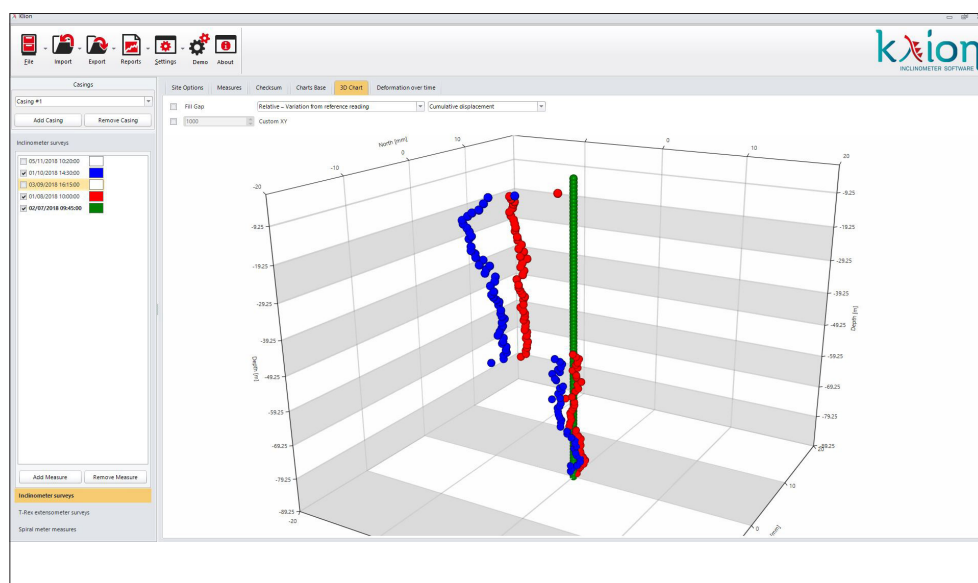 Kλion
File
Import
Export
Reports
Settings
Demo
About
kλion
INCLINOMETER SOFTWARE
Casings
Casing #1
Add Casing
Remove Casing
Inclinometer surveys
05/11/2018 10:20:00
01/10/2018 14:30:00
03/09/2018 16:15:00
01/08/2018 10:00:00
02/07/2018 09:45:00
Add Measure
Remove Measure
Inclinometer surveys
T-Rex extensometer surveys
Spiral meter measures
Site Options
Measures
Checksum
Charts Base
3D Chart
Deformation over time
Fill Gap
Relative – Variation from reference reading
Cumulative displacement
1000
Custom XY
North [mm]
-20
-10
0
10
0
10
20
-9.25
-19.25
-29.25
-39.25
-49.25
-59.25
-69.25
-79.25
-89.25
-20
Depth [m]
-9.25
-19.25
-29.25
-39.25
-49.25
-59.25
-69.25
-79.25
-89.25
Depth [m]
20
10
0
[mm]